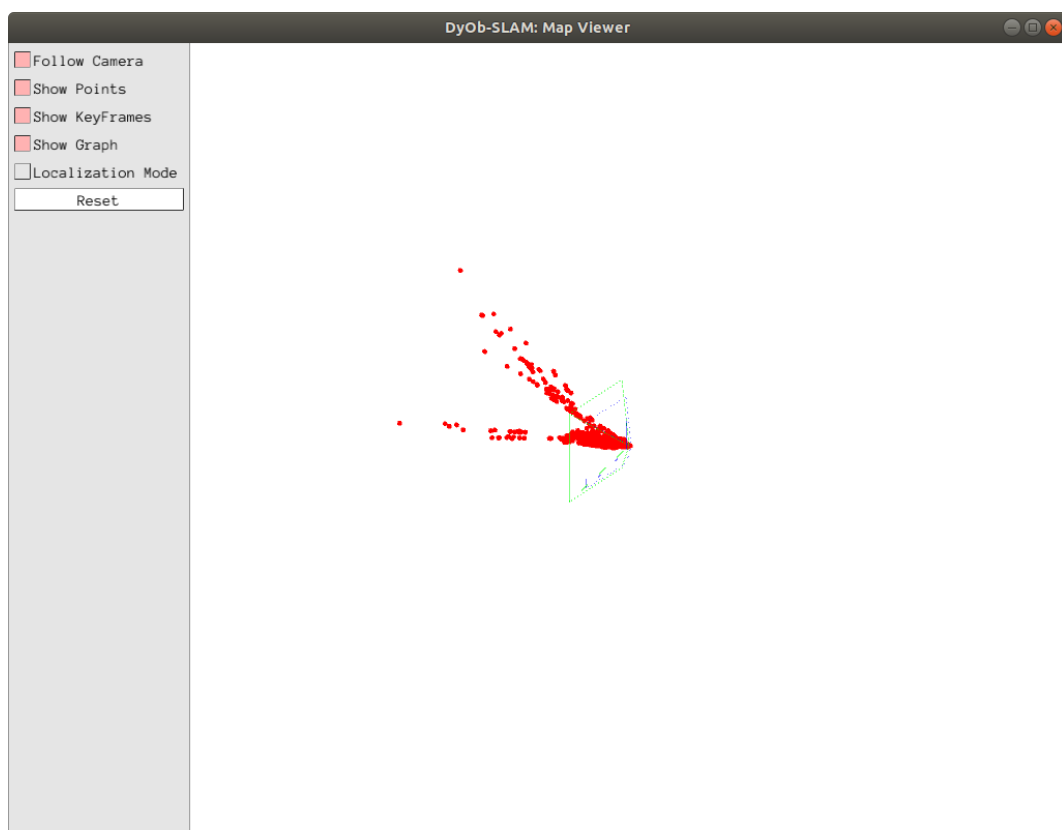 DyOb-SLAM: Map Viewer
Follow Camera
Show Points
Show KeyFrames
Show Graph
Localization Mode
Reset